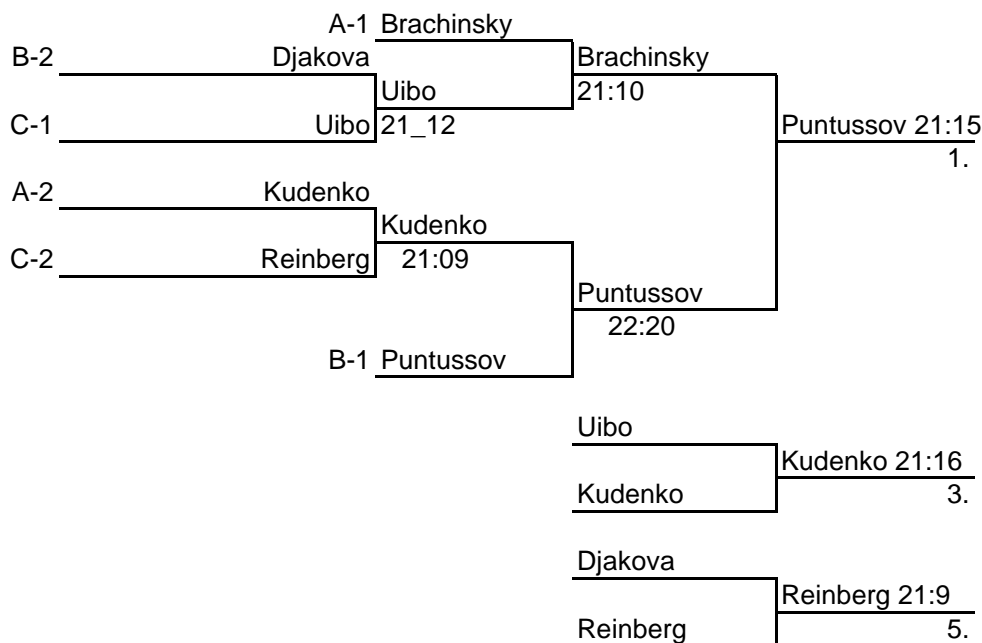 A-1 Brachinsky
B-2 Djakova Brachinsky
Uibo 21:10
C-1 Uibo 21_12 Puntussov 21:15
1.
A-2 Kudenko
Kudenko
C-2 Reinberg 21:09
Puntussov
22:20
B-1 Puntussov
Uibo
Kudenko 21:16
Kudenko 3.
Djakova
Reinberg 21:9
Reinberg 5.